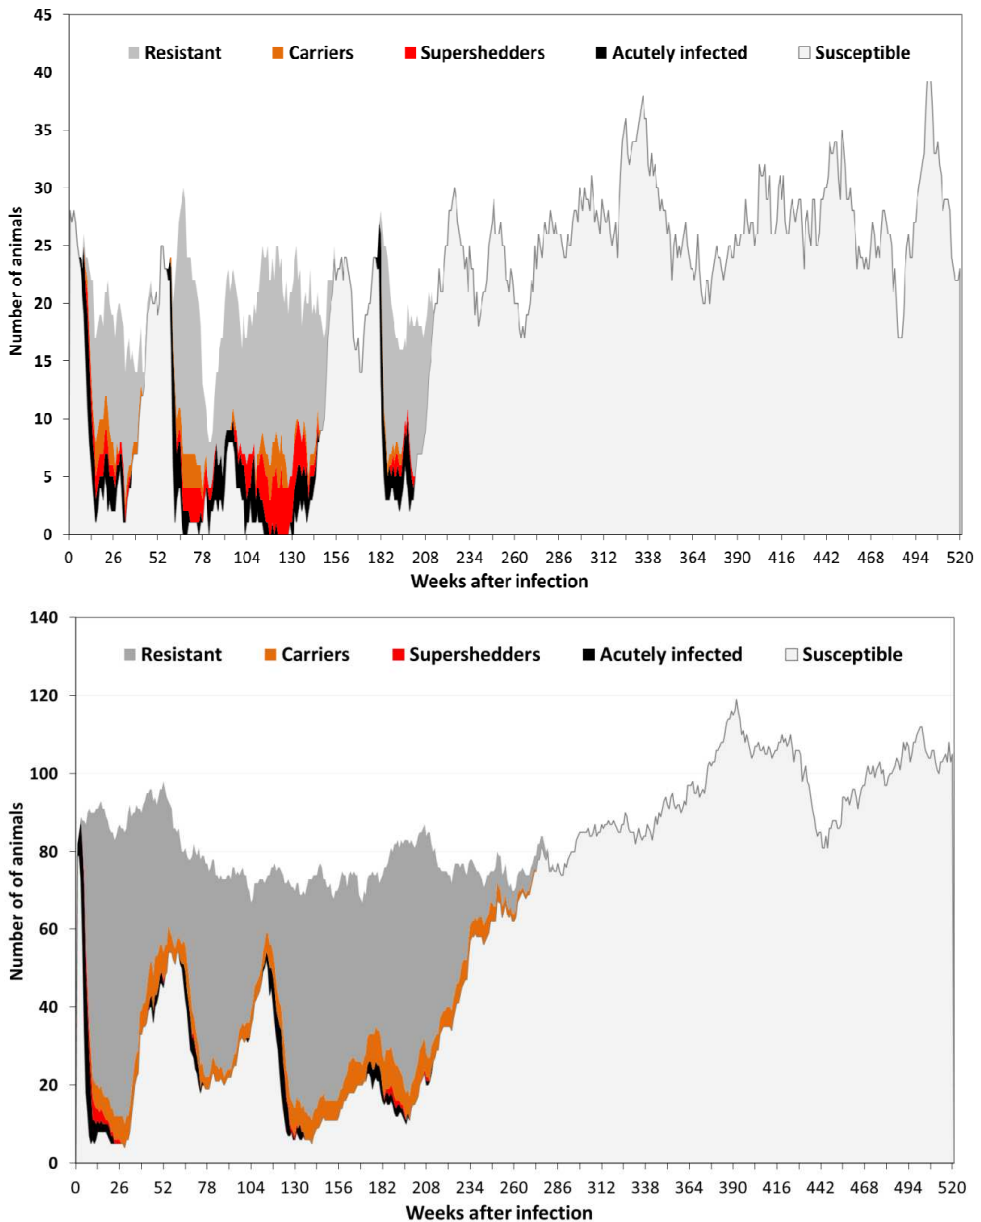 45
Resistant Carriers Supershedders Acutely infected Susceptible
40
35
30
25
20
15
10
5
0
Number of animals
0 26 52 78 104 130 156 182 208 234 260 286 312 338 364 390 416 442 468 494 520
Weeks after infection
140
Resistant Carriers Supershedders Acutely infected Susceptible
120
100
80
60
40
20
0
Number of of animals
0 26 52 78 104 130 156 182 208 234 260 286 312 338 364 390 416 442 468 494 520
Weeks after infection